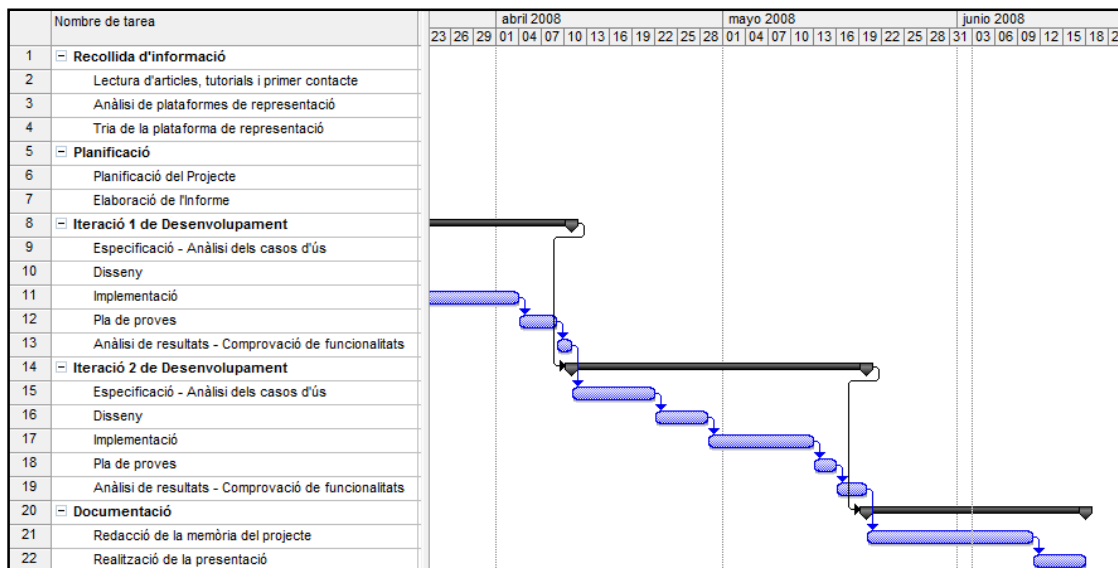 Nombre de tarea
abril 2008 mayo 2008 junio 2008
23 26 29 01 04 07 10 13 16 19 22 25 28 01 04 07 10 13 16 19 22 25 28 31 03 06 09 12 15 18
1 Recollida d'informació
2 Lectura d'articles, tutorials i primer contacte
3 Anàlisi de plataformes de representació
4 Tria de la plataforma de representació
5 Planificació
6 Planificació del Projecte
7 Elaboració de l'Informe
8 Iteració 1 de Desenvolupament
9 Especificació - Anàlisi dels casos d'ús
10 Disseny
11 Implementació
12 Pla de proves
13 Anàlisi de resultats - Comprovació de funcionalitats
14 Iteració 2 de Desenvolupament
15 Especificació - Anàlisi dels casos d'ús
16 Disseny
17 Implementació
18 Pla de proves
19 Anàlisi de resultats - Comprovació de funcionalitats
20 Documentació
21 Redacció de la memòria del projecte
22 Realització de la presentació